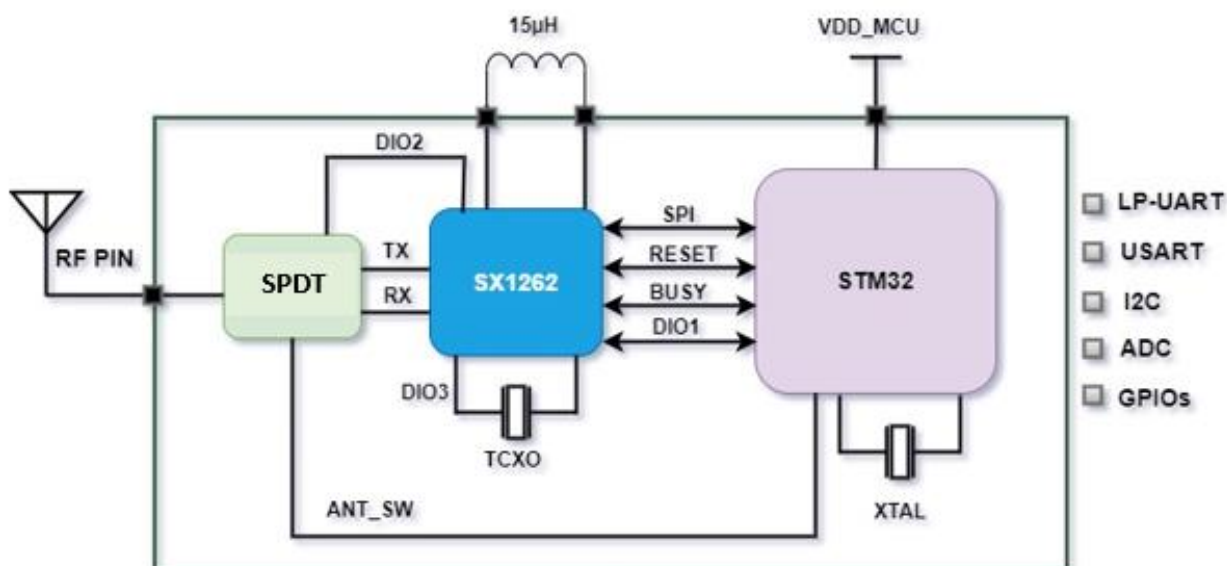 15µH
VDD_MCU
DIO2
RF PIN
SPDT
TX
RX
SX1262
SPI
RESET
BUSY
DIO1
STM32
LP-UART
USART
I2C
ADC
GPIOs
DIO3
TCXO
ANT_SW
XTAL